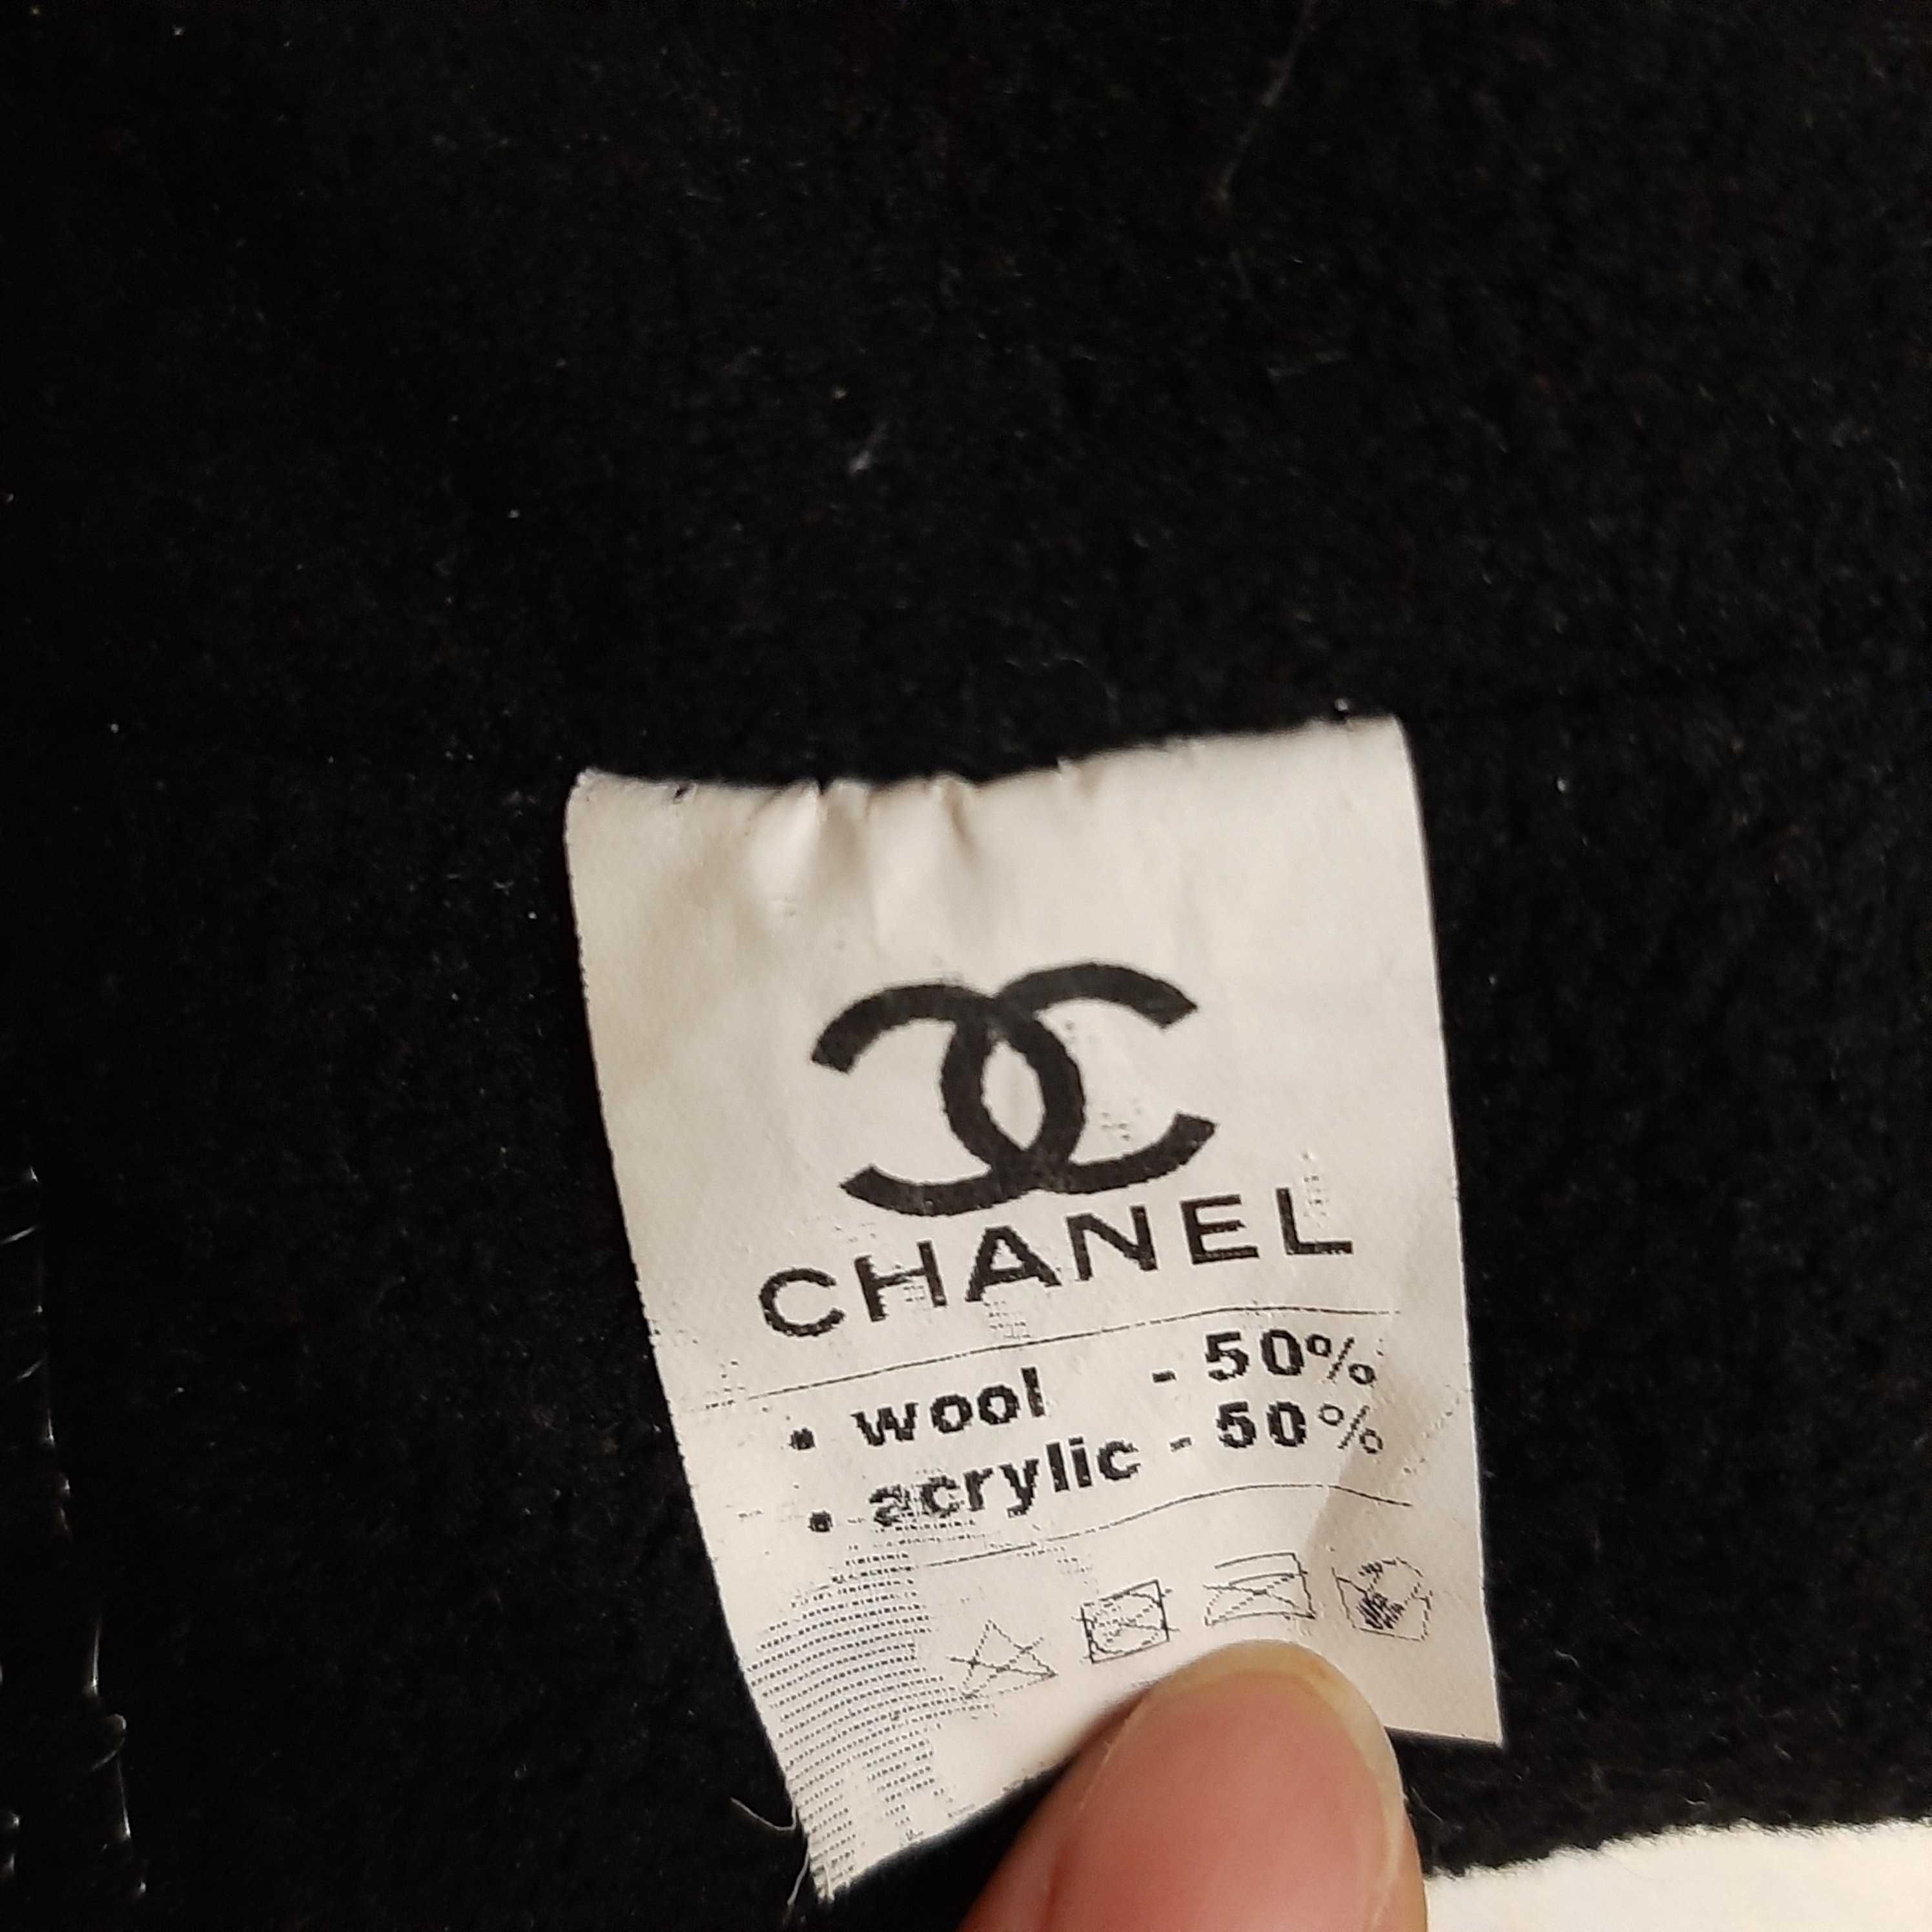 CHANEL
• wool - 50%
• acrylic - 50%